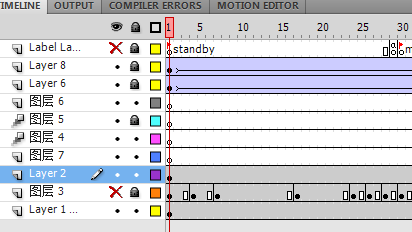 TIMELINE OUTPUT COMPILER ERRORS MOTION EDITOR
1 5 10 15 20 25 30
Label La... standby
Layer 8
Layer 6
图层 6
图层 5
图层 4
图层 7
Layer 2
图层 3
Layer 1 ...